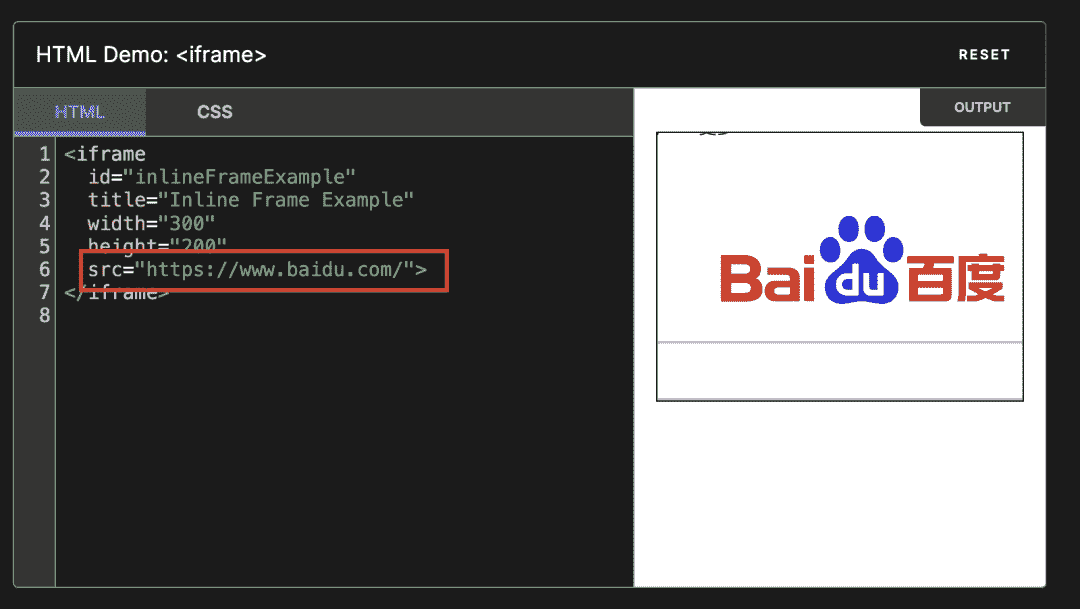 HTML Demo: <iframe>
RESET
HTML
CSS
OUTPUT
1 <iframe
2 id="inlineFrameExample"
3 title="Inline Frame Example"
4 width="300"
5 height="200"
6 src="https://www.baidu.com/">
7 </iframe>
8
Bai du 百度